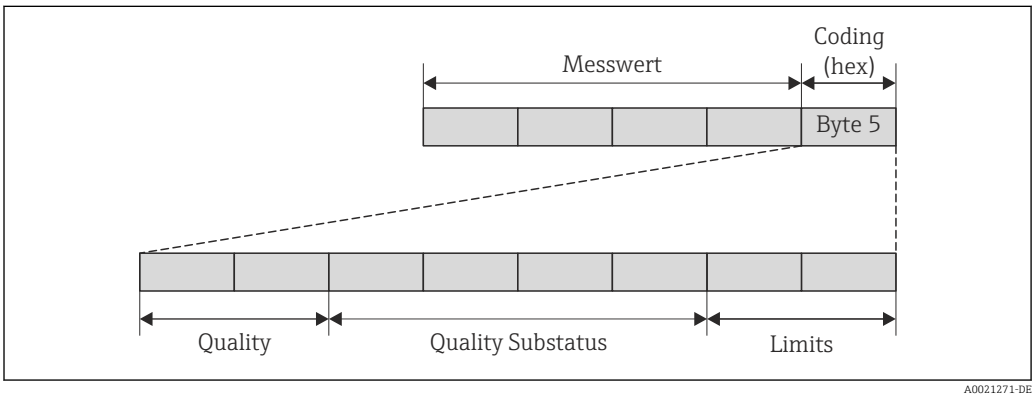 Coding
(hex)
Messwert
Byte 5
Quality
Quality Substatus
Limits
A0021271-DE